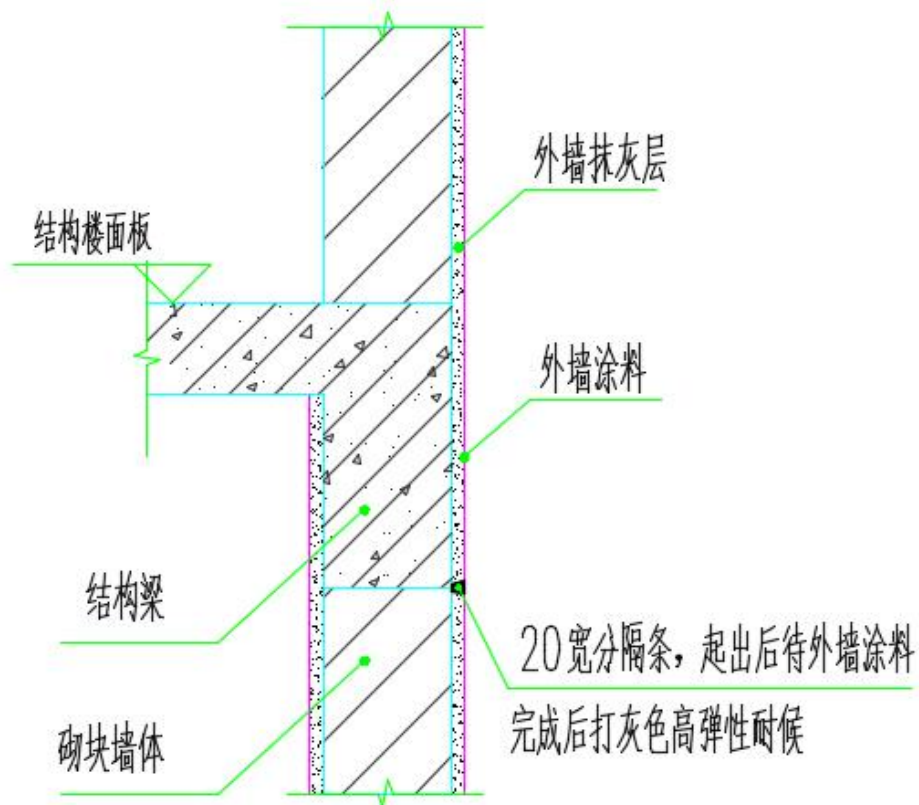 外墙抹灰层
结构楼面板
外墙涂料
结构梁
20宽分隔条，起出后待外墙涂料
完成后打灰色高弹性耐候
砌块墙体